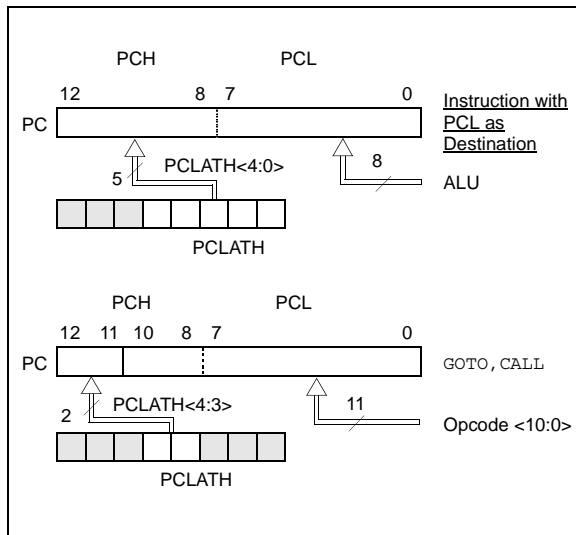 PCH PCL
12 8 7 0
Instruction with
PCL as
Destination
PC
5 PCLATH<4:0>
8
ALU
PCLATH
PCH PCL
12 11 10 8 7 0
PC
GOTO, CALL
2 PCLATH<4:3>
11
Opcode <10:0>
PCLATH